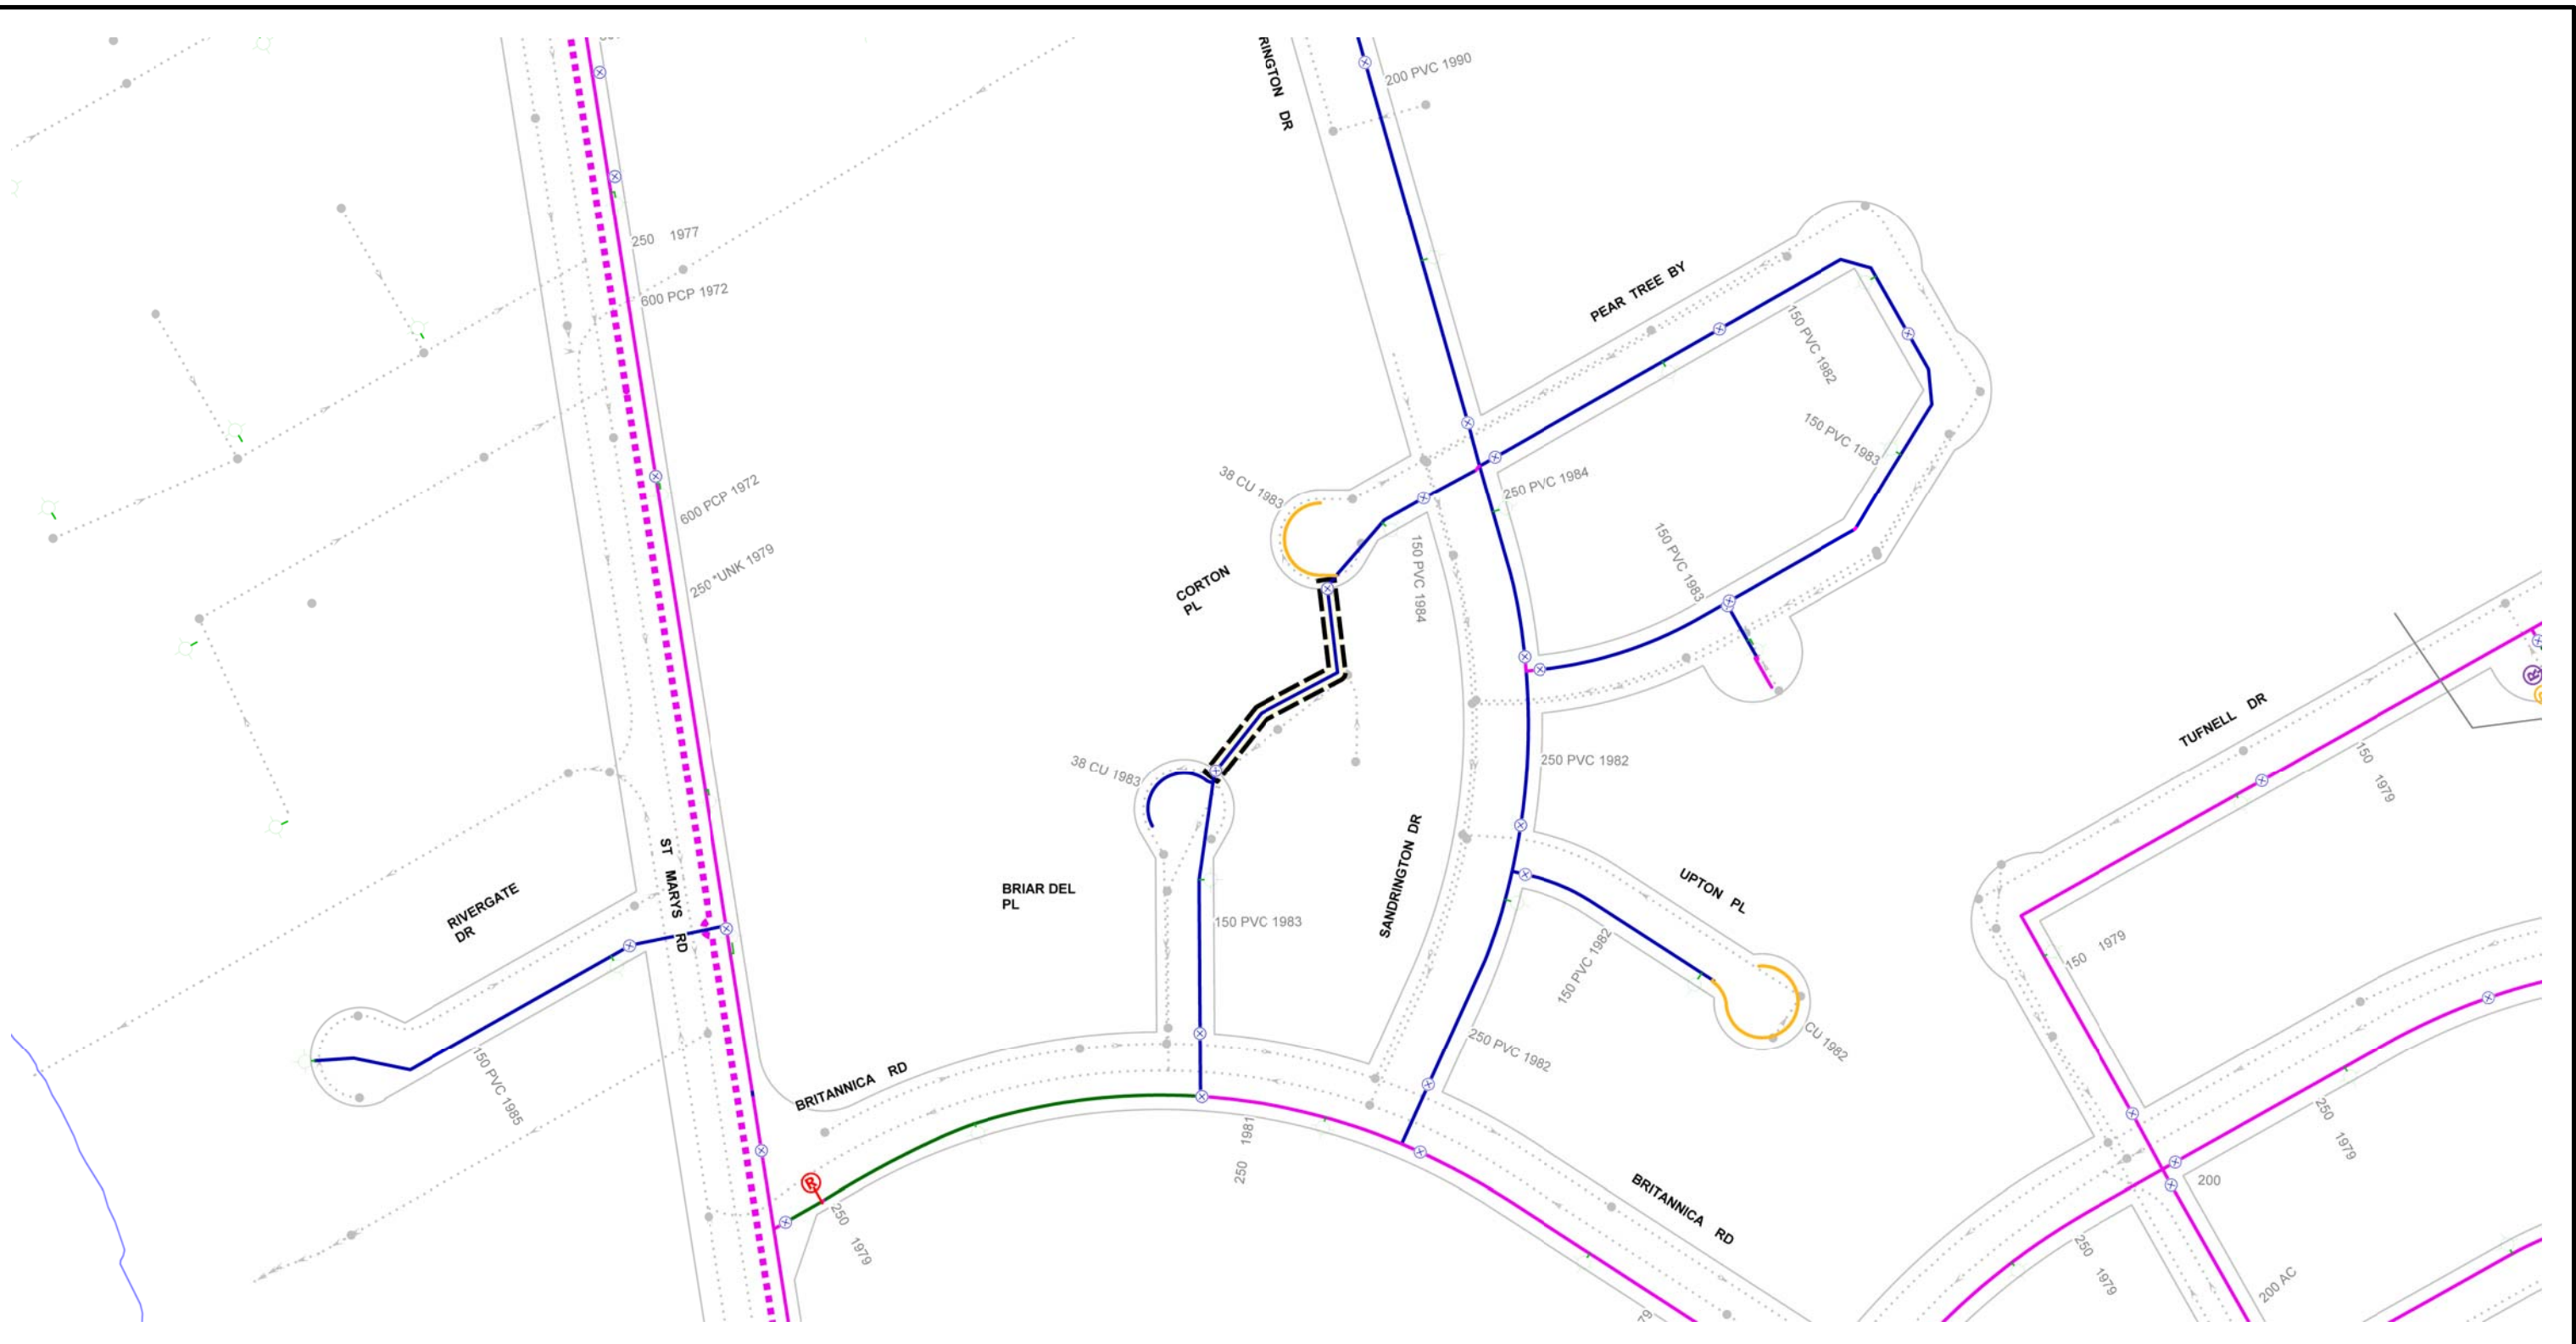 RINGTON DR
200 PVC 1990
250 1977
600 PCP 1972
PEAR TREE BY
150 PVC 1982
150 PVC 1983
38 CU 1983
250 PVC 1984
600 PCP 1972
250 *UNK 1979
150 PVC 1984
150 PVC 1983
CORTON
PL
TUFNELL DR
150 1979
38 CU 1983
250 PVC 1982
ST MARYS RD
SANDRINGTON DR
BRIAR DEL
PL
150 PVC 1983
UPTON PL
RIVERGATE
DR
150 PVC 1982
150 1979
CU 1982
250 PVC 1982
150 PVC 1985
BRITANNICA RD
250 1981
250 1979
R
250 1979
BRITANNICA RD
200
250 1979
200 AC
R